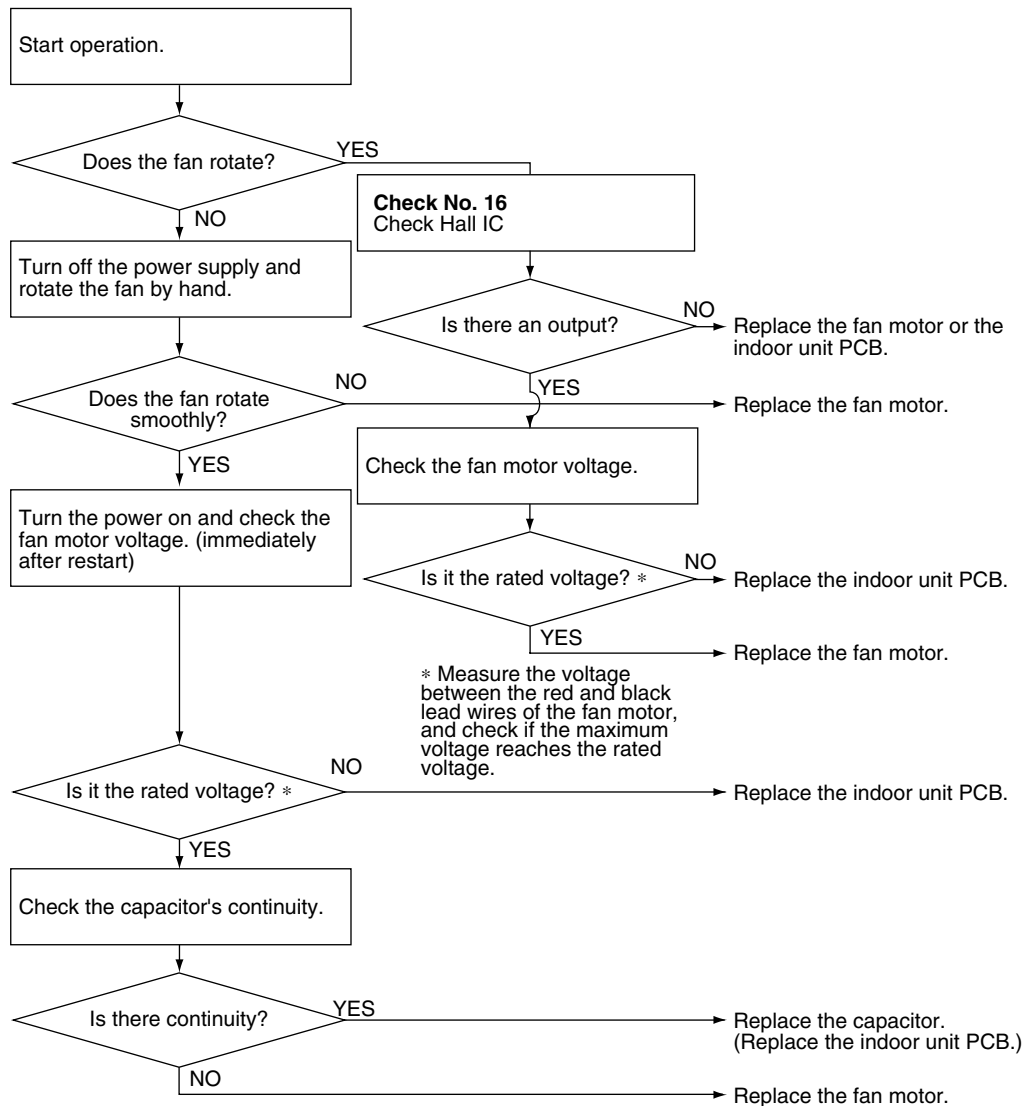 Start operation.
Does the fan rotate?
YES
NO
Check No. 16
Check Hall IC
Turn off the power supply and
rotate the fan by hand.
Is there an output?
NO
Replace the fan motor or the
indoor unit PCB.
YES
Does the fan rotate
smoothly?
NO
Replace the fan motor.
YES
Check the fan motor voltage.
Turn the power on and check the
fan motor voltage. (immediately
after restart)
Is it the rated voltage? *
NO
Replace the indoor unit PCB.
YES
Replace the fan motor.
* Measure the voltage
between the red and black
lead wires of the fan motor,
and check if the maximum
voltage reaches the rated
voltage.
Is it the rated voltage? *
NO
Replace the indoor unit PCB.
YES
Check the capacitor's continuity.
Is there continuity?
YES
Replace the capacitor.
(Replace the indoor unit PCB.)
NO
Replace the fan motor.